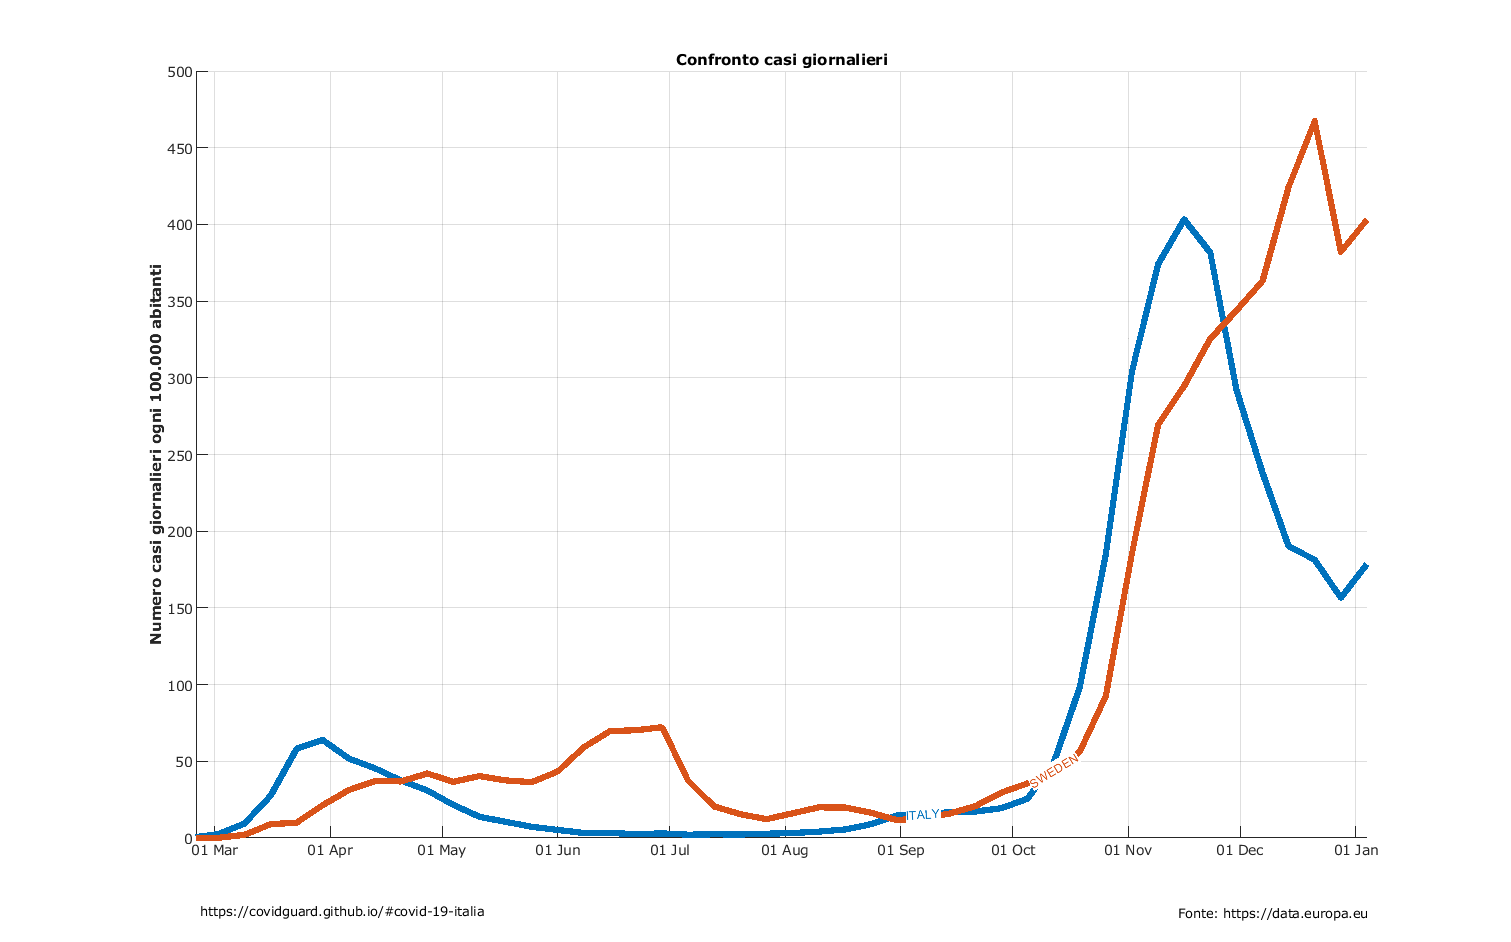 Confronto casi giornalieri
Numero casi giornalieri ogni 100.000 abitanti
500
450
400
350
300
250
200
150
100
50
0
ITALY
SWEDEN
01 Mar 01 Apr 01 May 01 Jun 01 Jul 01 Aug 01 Sep 01 Oct 01 Nov 01 Dec 01 Jan
https://covidguard.github.io/#covid-19-italia
Fonte: https://data.europa.eu